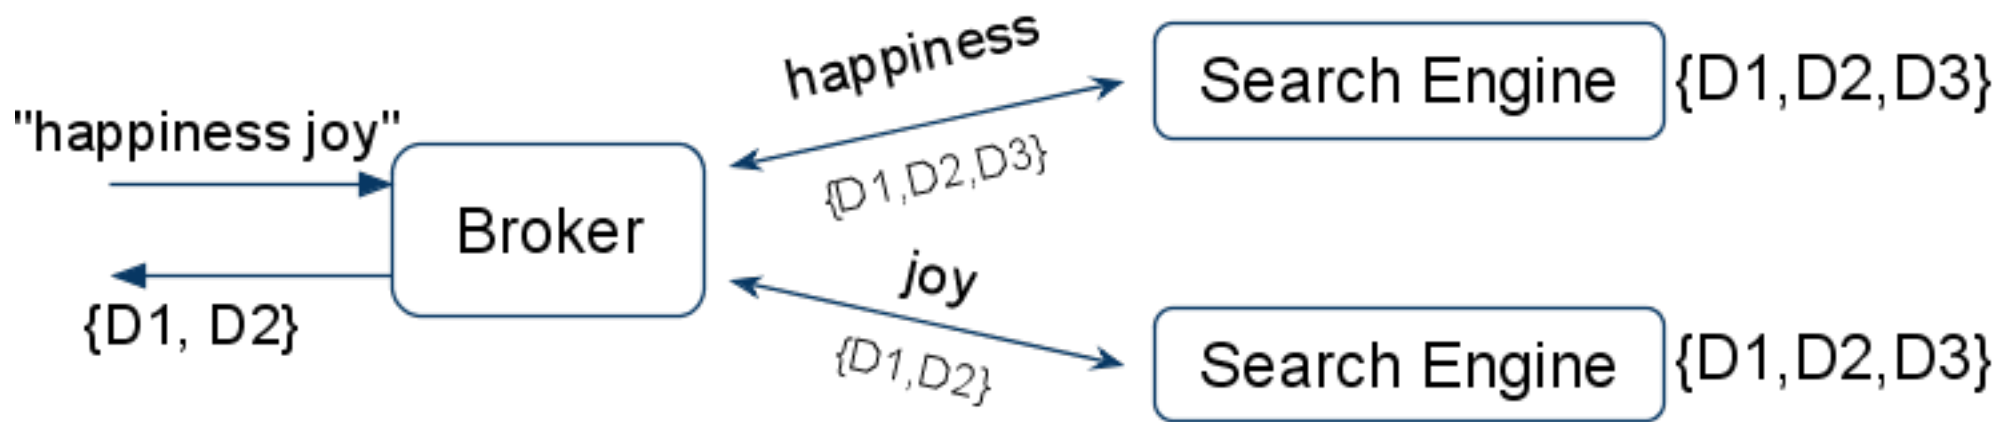 "happiness joy"
Broker
{D1, D2}
happiness
{D1,D2,D3}
joy
{D1,D2}
Search Engine {D1,D2,D3}
Search Engine {D1,D2,D3}